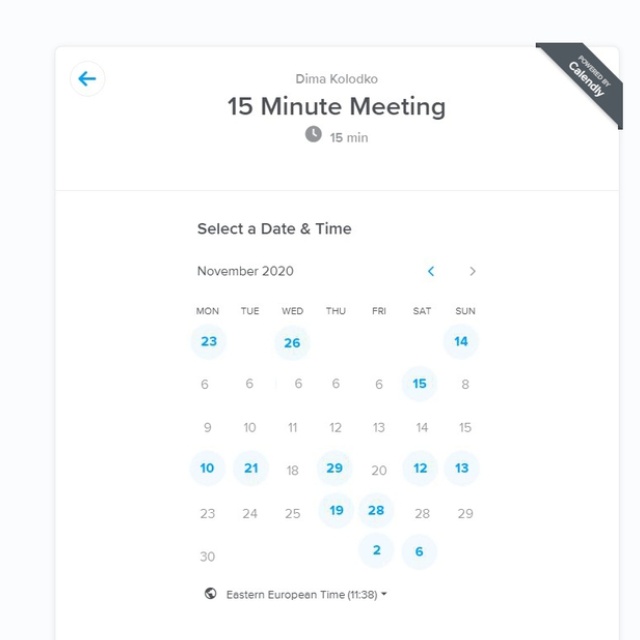 POWERED BY
Calendly
Dima Kolodko
15 Minute Meeting
15 min
Select a Date & Time
November 2020
MON TUE WED THU FRI SAT SUN
23 26 14
6 6 6 6 6 15 8
9 10 11 12 13 14 15
10 21 18 29 20 12 13
23 24 25 19 28 28 29
30 2 6
Eastern European Time (11:38)